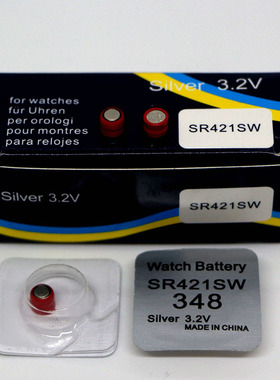 Silver 3.2V
for watches
fur Uhren
per orologi
pour montres
para relojes
SR421SW
Silver 3.2V
SR421SW
Watch Battery
SR421SW
348
Silver 3.2V
MADE IN CHINA